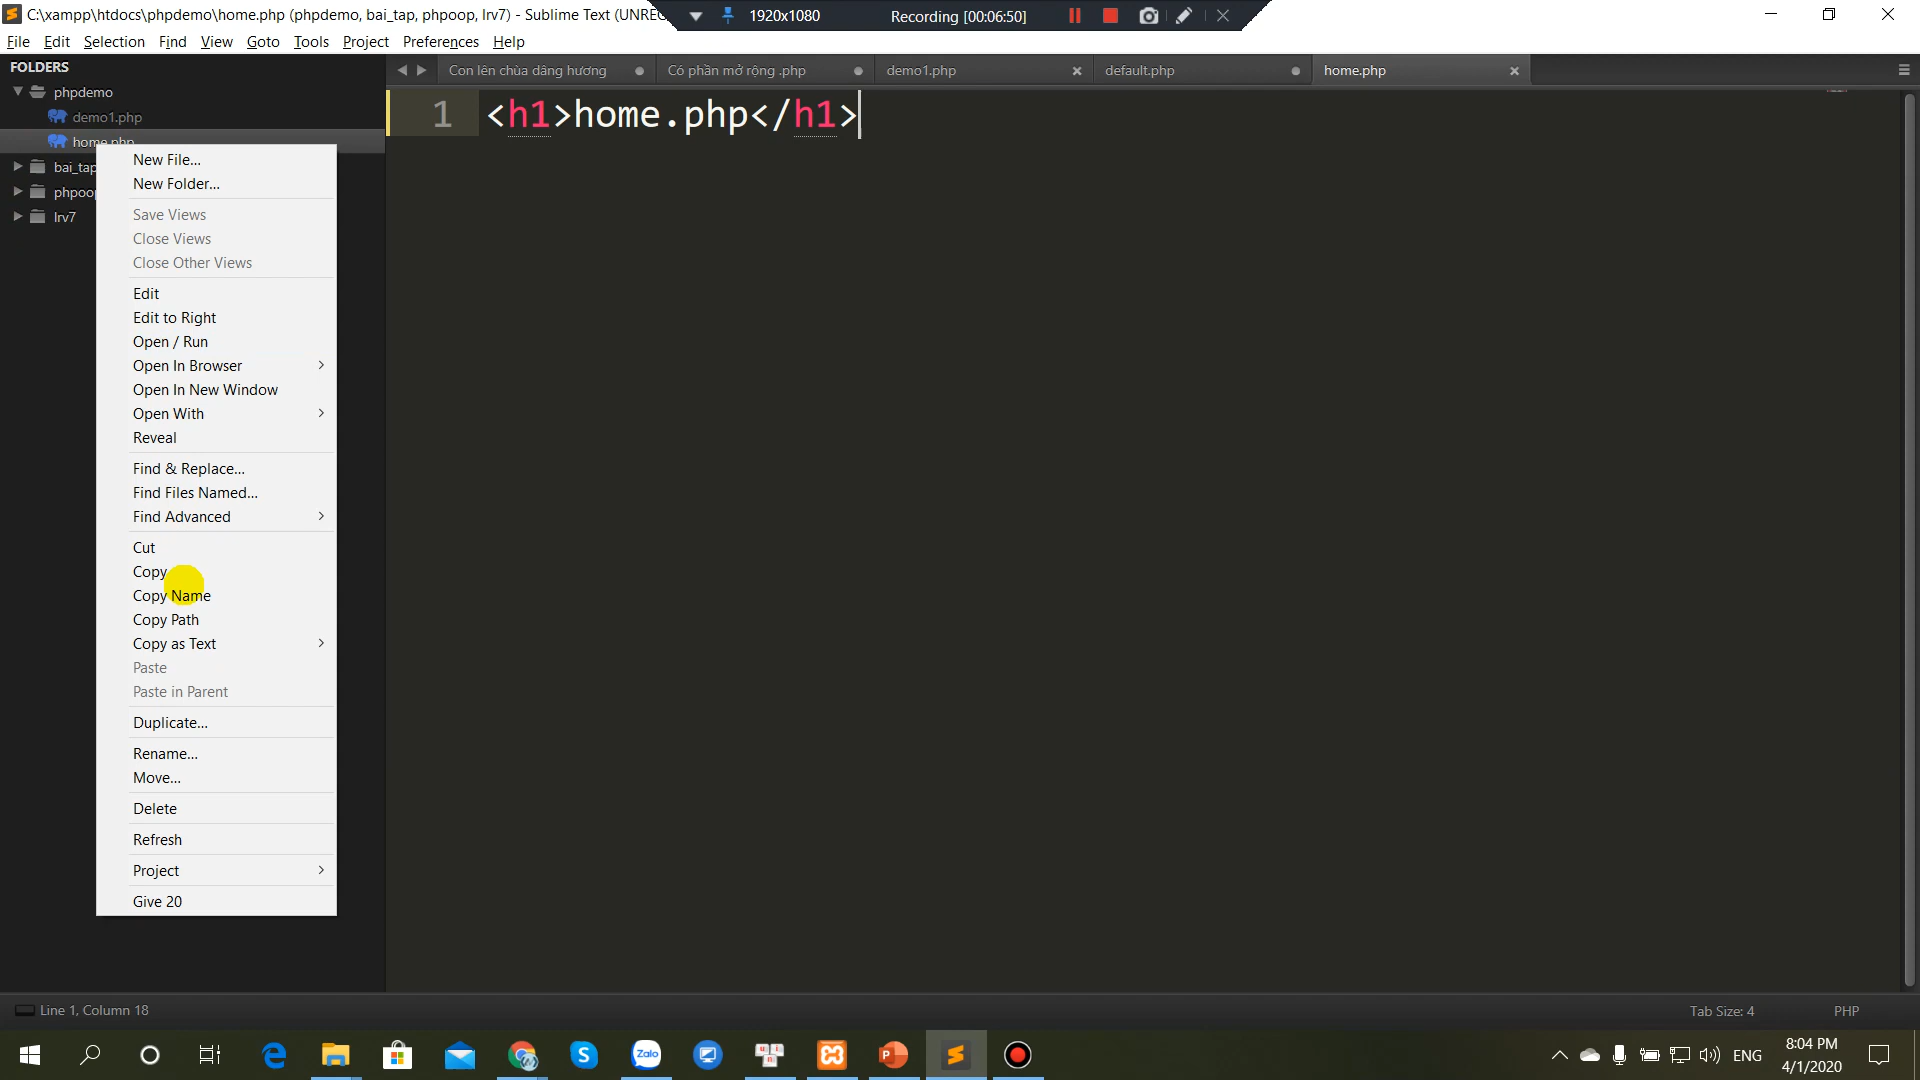 C:\xampp\htdocs\phpdemo\home.php (phpdemo, bai_tap, phpoop, lrv7) - Sublime Text (UNREG
1920x1080
Recording [00:06:50]
File Edit Selection Find View Goto Tools Project Preferences Help
FOLDERS
phpdemo
demo1.php
home.php
bai_tap
phpoop
lrv7
Con lên chùa dâng hương
Có phần mở rộng .php
demo1.php
default.php
home.php
1 <h1>home.php</h1>
New File...
New Folder...
Save Views
Close Views
Close Other Views
Edit
Edit to Right
Open / Run
Open In Browser
Open In New Window
Open With
Reveal
Find & Replace...
Find Files Named...
Find Advanced
Cut
Copy
Copy Name
Copy Path
Copy as Text
Paste
Paste in Parent
Duplicate...
Rename...
Move...
Delete
Refresh
Project
Give 20
Line 1, Column 18
Tab Size: 4
PHP
Zalo
ENG
8:04 PM
4/1/2020